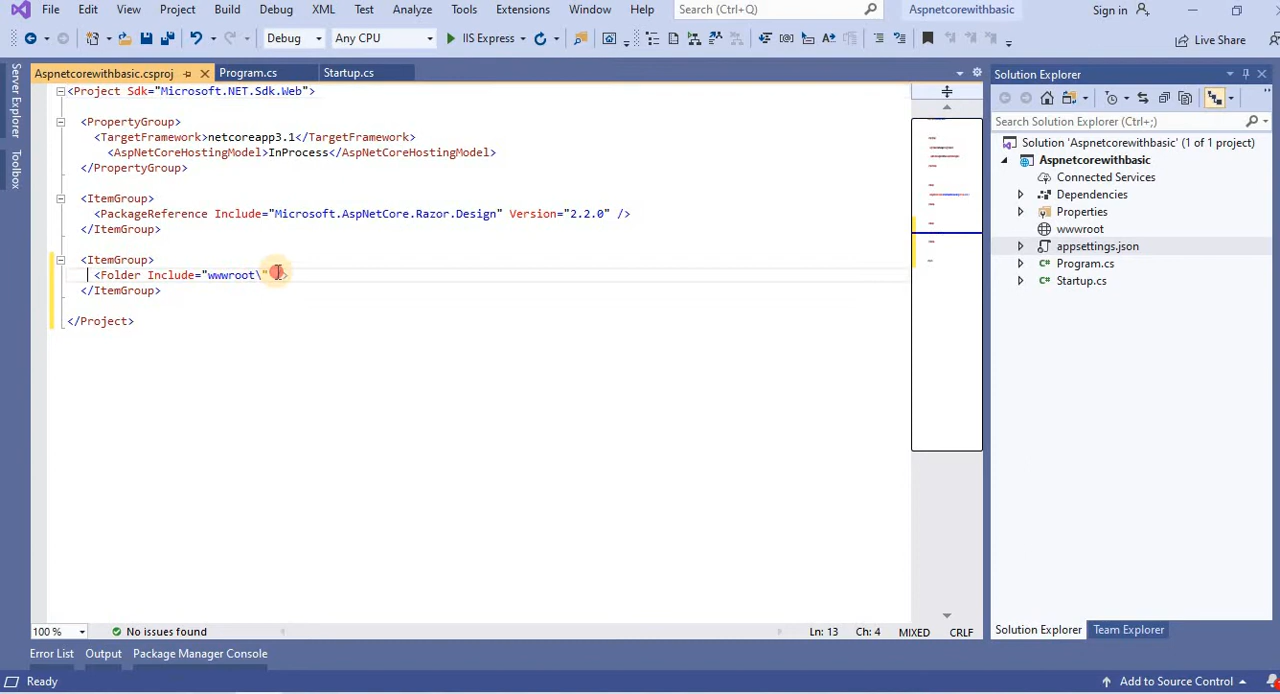 File Edit View Project Build Debug XML Test Analyze Tools Extensions Window Help Search (Ctrl+Q) Aspnetcorewithbasic Sign in
Debug Any CPU IIS Express Live Share
Server Explorer
Toolbox
Aspnetcorewithbasic.csproj Program.cs Startup.cs
<Project Sdk="Microsoft.NET.Sdk.Web">
<PropertyGroup>
<TargetFramework>netcoreapp3.1</TargetFramework>
<AspNetCoreHostingModel>InProcess</AspNetCoreHostingModel>
</PropertyGroup>
<ItemGroup>
<PackageReference Include="Microsoft.AspNetCore.Razor.Design" Version="2.2.0" />
</ItemGroup>
<ItemGroup>
<Folder Include="wwwroot\"
</ItemGroup>
</Project>
100 % No issues found Ln: 13 Ch: 4 MIXED CRLF
Error List Output Package Manager Console
Ready Add to Source Control
Solution Explorer
Search Solution Explorer (Ctrl+;)
Solution 'Aspnetcorewithbasic' (1 of 1 project)
Aspnetcorewithbasic
Connected Services
Dependencies
Properties
wwwroot
appsettings.json
Program.cs
Startup.cs
Solution Explorer Team Explorer